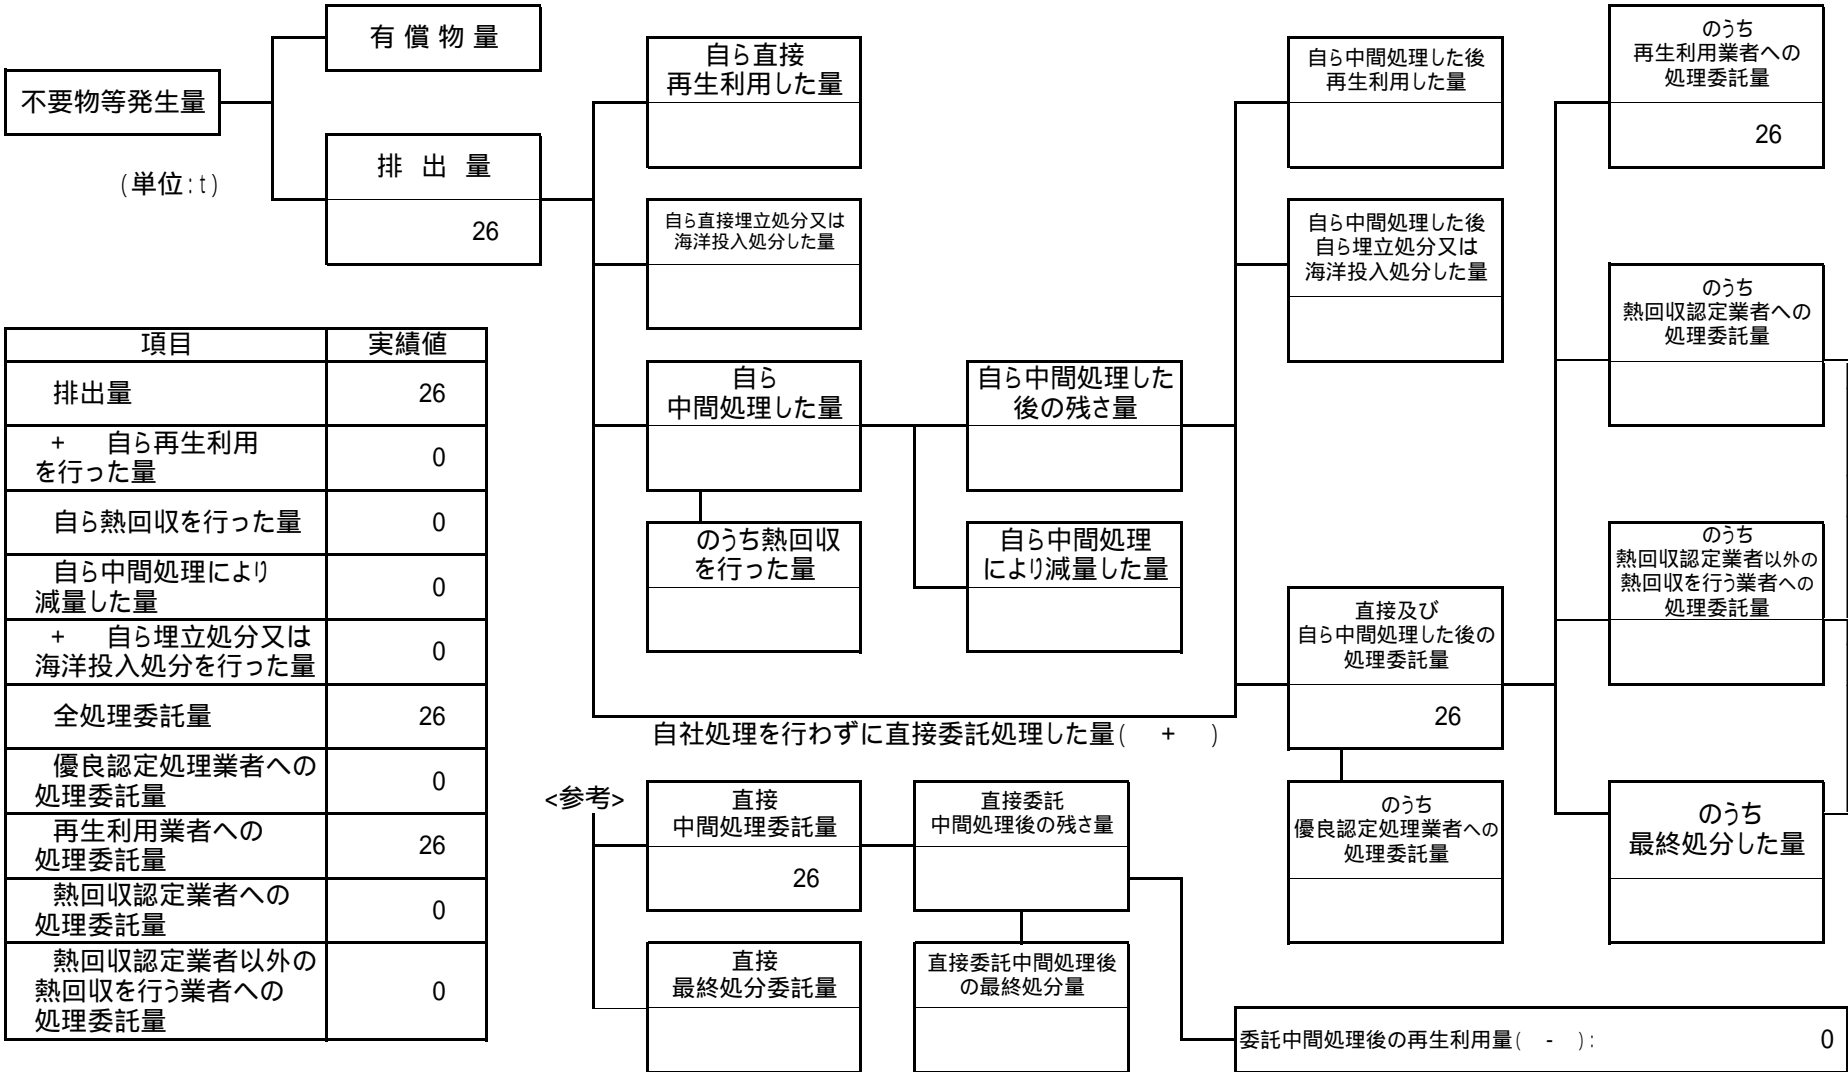 有償物量
不要物等発生量
(単位:t)
排出量
26
自ら直接
再生利用した量
自ら直接埋立処分又は
海洋投入処分した量
自ら
中間処理した量
のうち熱回収
を行った量
自ら中間処理した
後の残さ量
自ら中間処理
により減量した量
自ら中間処理した後
再生利用した量
自ら中間処理した後
自ら埋立処分又は
海洋投入処分した量
直接及び
自ら中間処理した後の
処理委託量
26
のうち
優良認定処理業者への
処理委託量
のうち
再生利用業者への
処理委託量
26
のうち
熱回収認定業者への
処理委託量
のうち
熱回収認定業者以外の
熱回収を行う業者への
処理委託量
のうち
最終処分した量
自社処理を行わずに直接委託処理した量( + )
<参考>
直接
中間処理委託量
26
直接委託
中間処理後の残さ量
直接
最終処分委託量
直接委託中間処理後
の最終処分量
委託中間処理後の再生利用量( - ): 0
項目 実績値
排出量 26
+ 自ら再生利用
を行った量 0
自ら熱回収を行った量 0
自ら中間処理により
減量した量 0
+ 自ら埋立処分又は
海洋投入処分を行った量 0
全処理委託量 26
優良認定処理業者への
処理委託量 0
再生利用業者への
処理委託量 26
熱回収認定業者への
処理委託量 0
熱回収認定業者以外の
熱回収を行う業者への 0
処理委託量